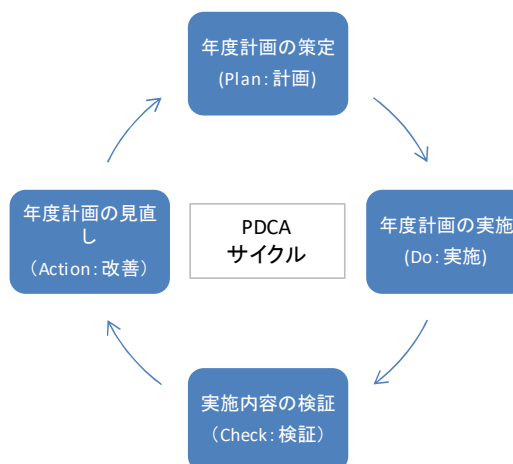 年度計画の策定
(Plan：計画)
年度計画の見直
し
（Action：改善）
PDCA
サイクル
年度計画の実施
(Do：実施)
実施内容の検証
（Check：検証）